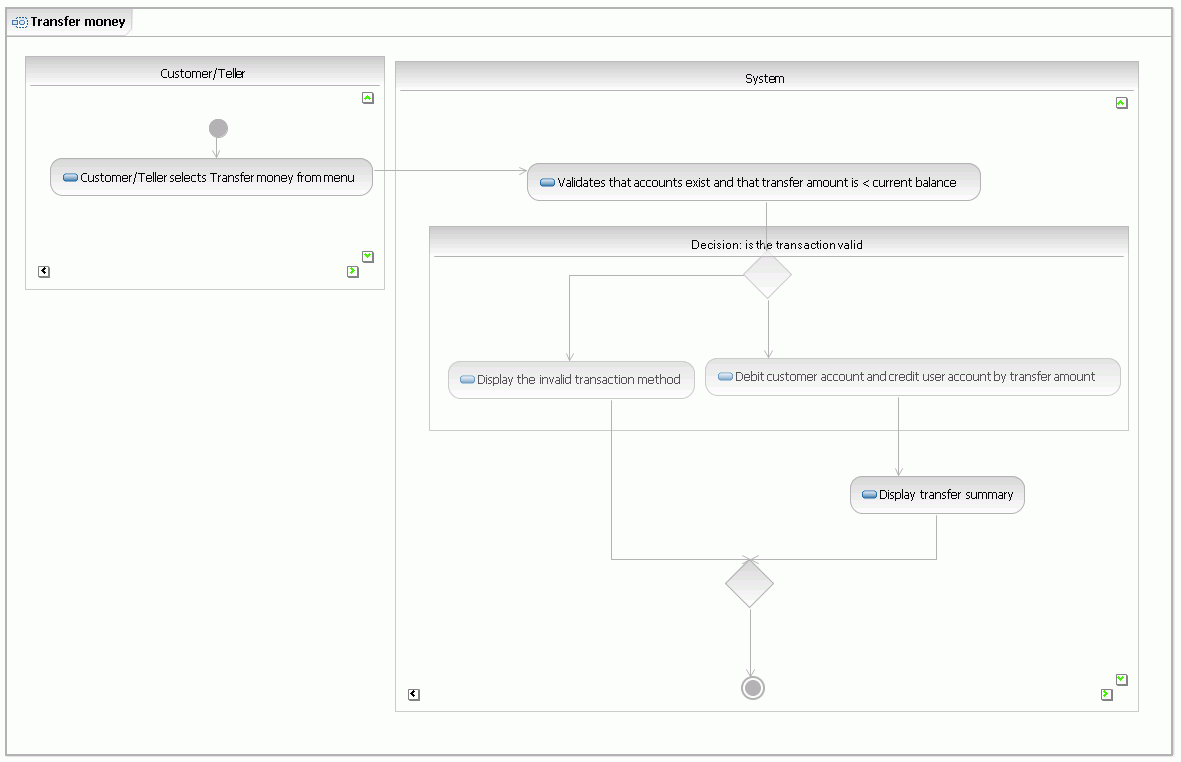 Transfer money
Customer/Teller
System
Customer/Teller selects Transfer money from menu
Validates that accounts exist and that transfer amount is < current balance
Decision: is the transaction valid
Display the invalid transaction method
Debit customer account and credit user account by transfer amount
Display transfer summary